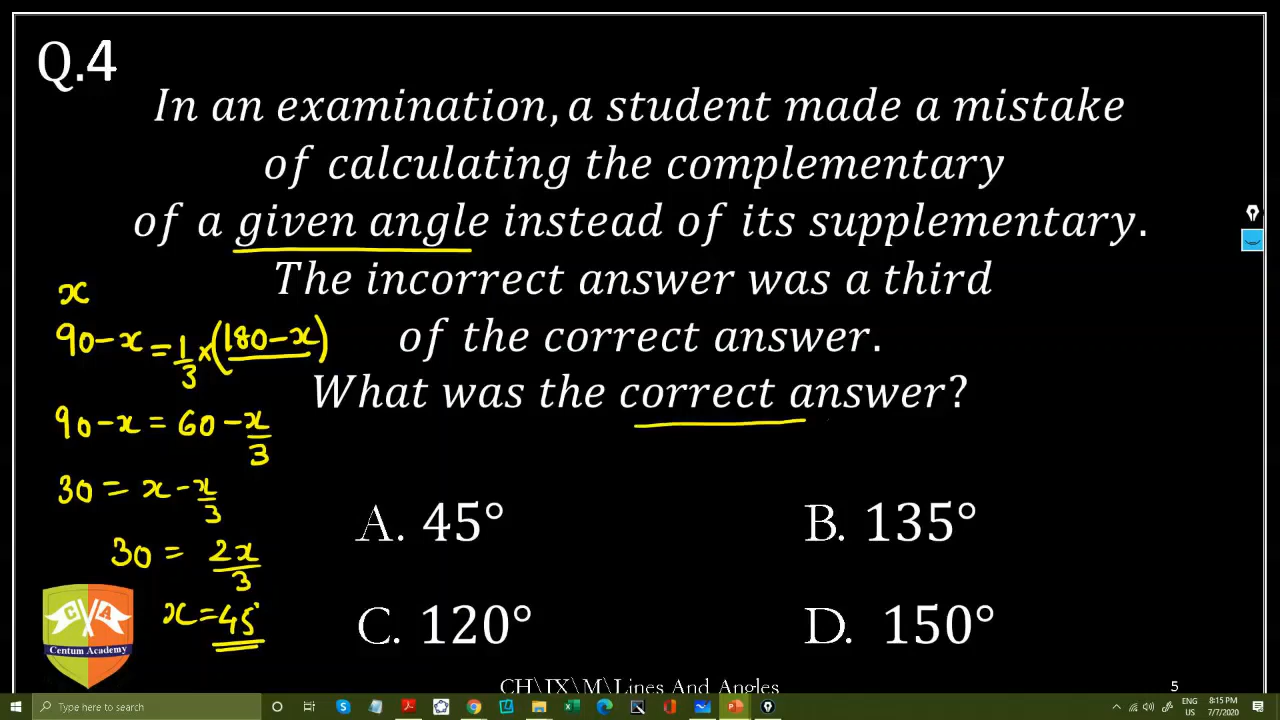 Q.4
In an examination, a student made a mistake
of calculating the complementary
of a given angle instead of its supplementary.
The incorrect answer was a third
of the correct answer.
What was the correct answer?
x
90-x = 1/3 × (180-x)
90-x = 60 - x/3
30 = x - x/3
30 = 2x/3
x = 45°
A. 45°
B. 135°
C. 120°
D. 150°
C A
Centum Academy
CH\IX\M\Lines And Angles
5
Type here to search
ENG
US
8:15 PM
7/7/2020